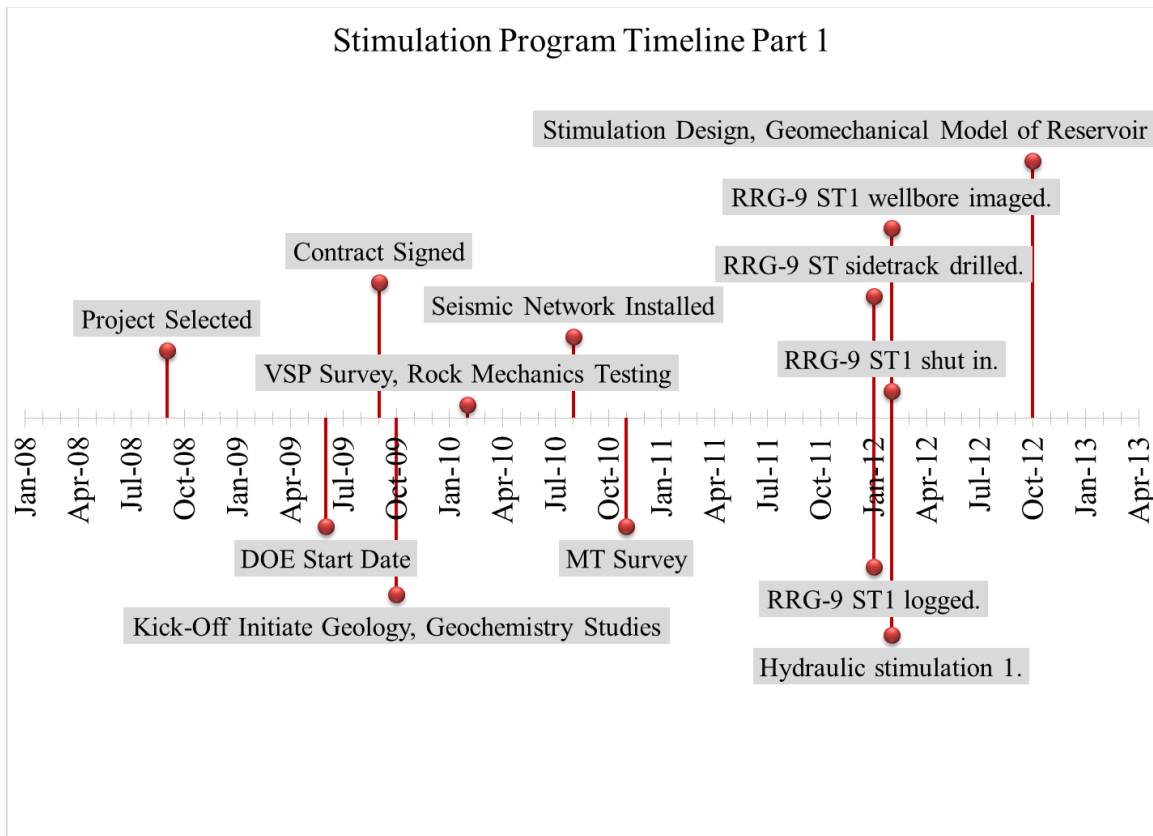 Stimulation Program Timeline Part 1
Stimulation Design, Geomechanical Model of Reservoir
RRG-9 ST1 wellbore imaged.
Contract Signed
RRG-9 ST sidetrack drilled.
Seismic Network Installed
Project Selected
RRG-9 ST1 shut in.
VSP Survey, Rock Mechanics Testing
Jan-08
Apr-08
Jul-08
Oct-08
Jan-09
Apr-09
Jul-09
Oct-09
Jan-10
Apr-10
Jul-10
Oct-10
Jan-11
Apr-11
Jul-11
Oct-11
Jan-12
Apr-12
Jul-12
Oct-12
Jan-13
Apr-13
DOE Start Date
MT Survey
RRG-9 ST1 logged.
Kick-Off Initiate Geology, Geochemistry Studies
Hydraulic stimulation 1.